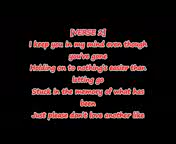 [VERSE 2]
I keep you in my mind even though
you've gone
Holding on to nothing's easier than
letting go
Stuck in the memory of what has
been
Just please don't love another like